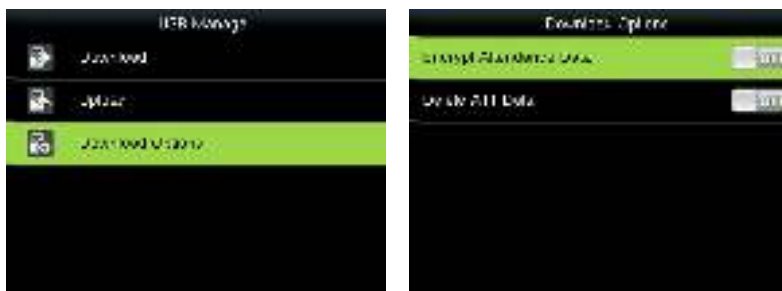 USB Manage
Download
Upload
Download Options
Download Options
Encrypt Attendance Data
Delete ATT Data